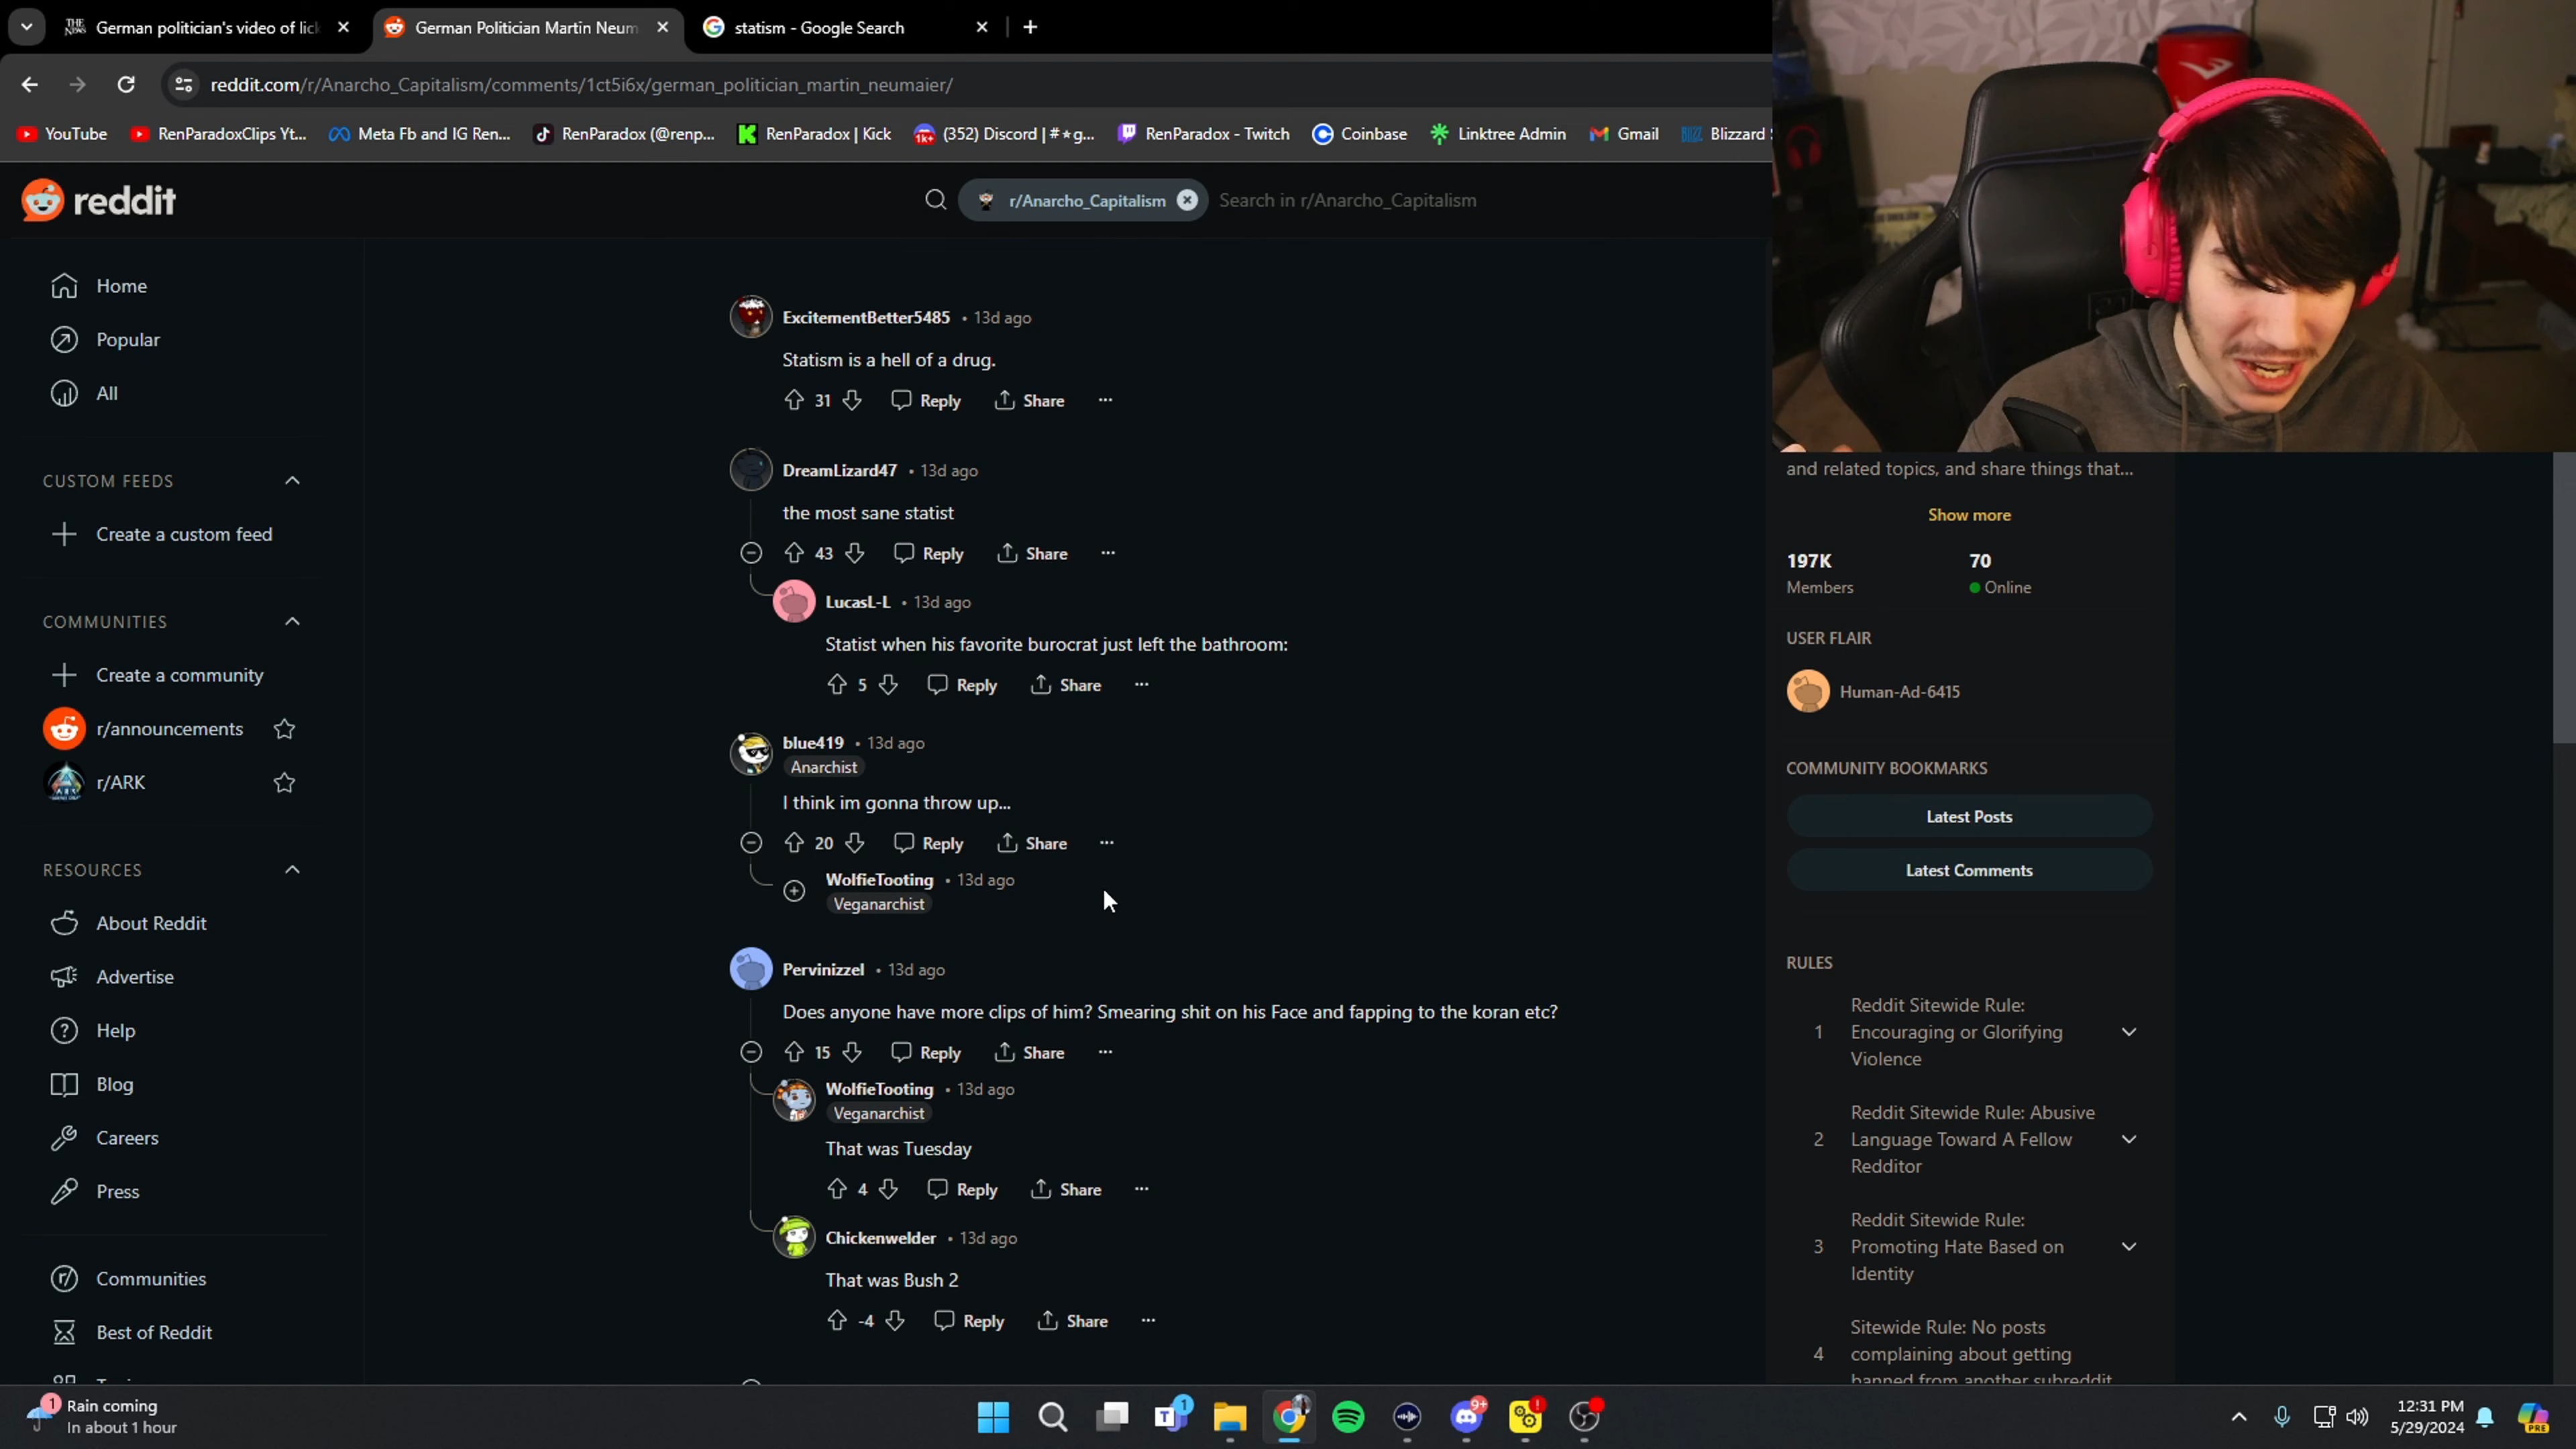 German politician's video of lick
German Politician Martin Neum
statism - Google Search
reddit.com/r/Anarcho_Capitalism/comments/1ct5i6x/german_politician_martin_neumaier/
YouTube
RenParadoxClips Yt...
Meta Fb and IG Ren...
RenParadox (@renp...
RenParadox | Kick
(352) Discord | #★g...
RenParadox - Twitch
Coinbase
Linktree Admin
Gmail
Blizzard S
reddit
r/Anarcho_Capitalism
Search in r/Anarcho_Capitalism
Home
Popular
All
CUSTOM FEEDS
Create a custom feed
COMMUNITIES
Create a community
r/announcements
r/ARK
RESOURCES
About Reddit
Advertise
Help
Blog
Careers
Press
Communities
Best of Reddit
ExcitementBetter5485 • 13d ago
Statism is a hell of a drug.
31 Reply Share ...
DreamLizard47 • 13d ago
the most sane statist
43 Reply Share ...
LucasL-L • 13d ago
Statist when his favorite burocrat just left the bathroom:
5 Reply Share ...
blue419 • 13d ago
Anarchist
I think im gonna throw up...
20 Reply Share ...
WolfieTooting • 13d ago
Veganarchist
Pervinizzel • 13d ago
Does anyone have more clips of him? Smearing shit on his Face and fapping to the koran etc?
15 Reply Share ...
WolfieTooting • 13d ago
Veganarchist
That was Tuesday
4 Reply Share ...
Chickenwelder • 13d ago
That was Bush 2
-4 Reply Share ...
and related topics, and share things that...
Show more
197K 70
Members Online
USER FLAIR
Human-Ad-6415
COMMUNITY BOOKMARKS
Latest Posts
Latest Comments
RULES
1 Reddit Sitewide Rule:
Encouraging or Glorifying
Violence
2 Reddit Sitewide Rule: Abusive
Language Toward A Fellow
Redditor
3 Reddit Sitewide Rule:
Promoting Hate Based on
Identity
4 Sitewide Rule: No posts
complaining about getting
banned from another subreddit
1
Rain coming
In about 1 hour
1
9+
12:31 PM
5/29/2024
PRE